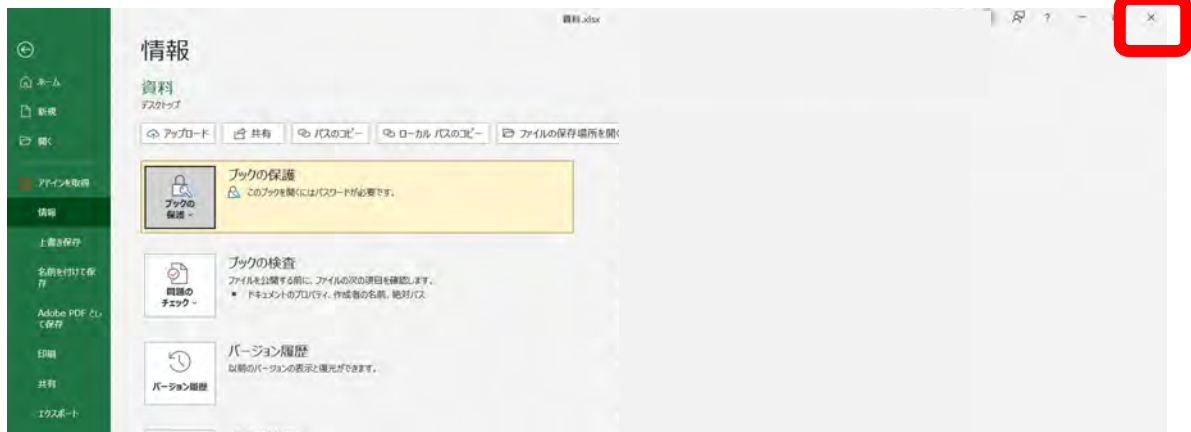 資料.xlsx
?
情報
ホーム
新規
開く
アドインを取得
情報
上書き保存
名前を付けて保
存
Adobe PDF とし
て保存
印刷
共有
エクスポート
資料
デスクトップ
アップロード
共有
パスのコピー
ローカル パスのコピー
ファイルの保存場所を開く
ブックの
保護
ブックの保護
このブックを開くにはパスワードが必要です。
問題の
チェック
ブックの検査
ファイルを公開する前に、ファイルの次の項目を確認します。
ドキュメントのプロパティ、作成者の名前、絶対パス
バージョン履歴
バージョン履歴
以前のバージョンの表示と復元ができます。